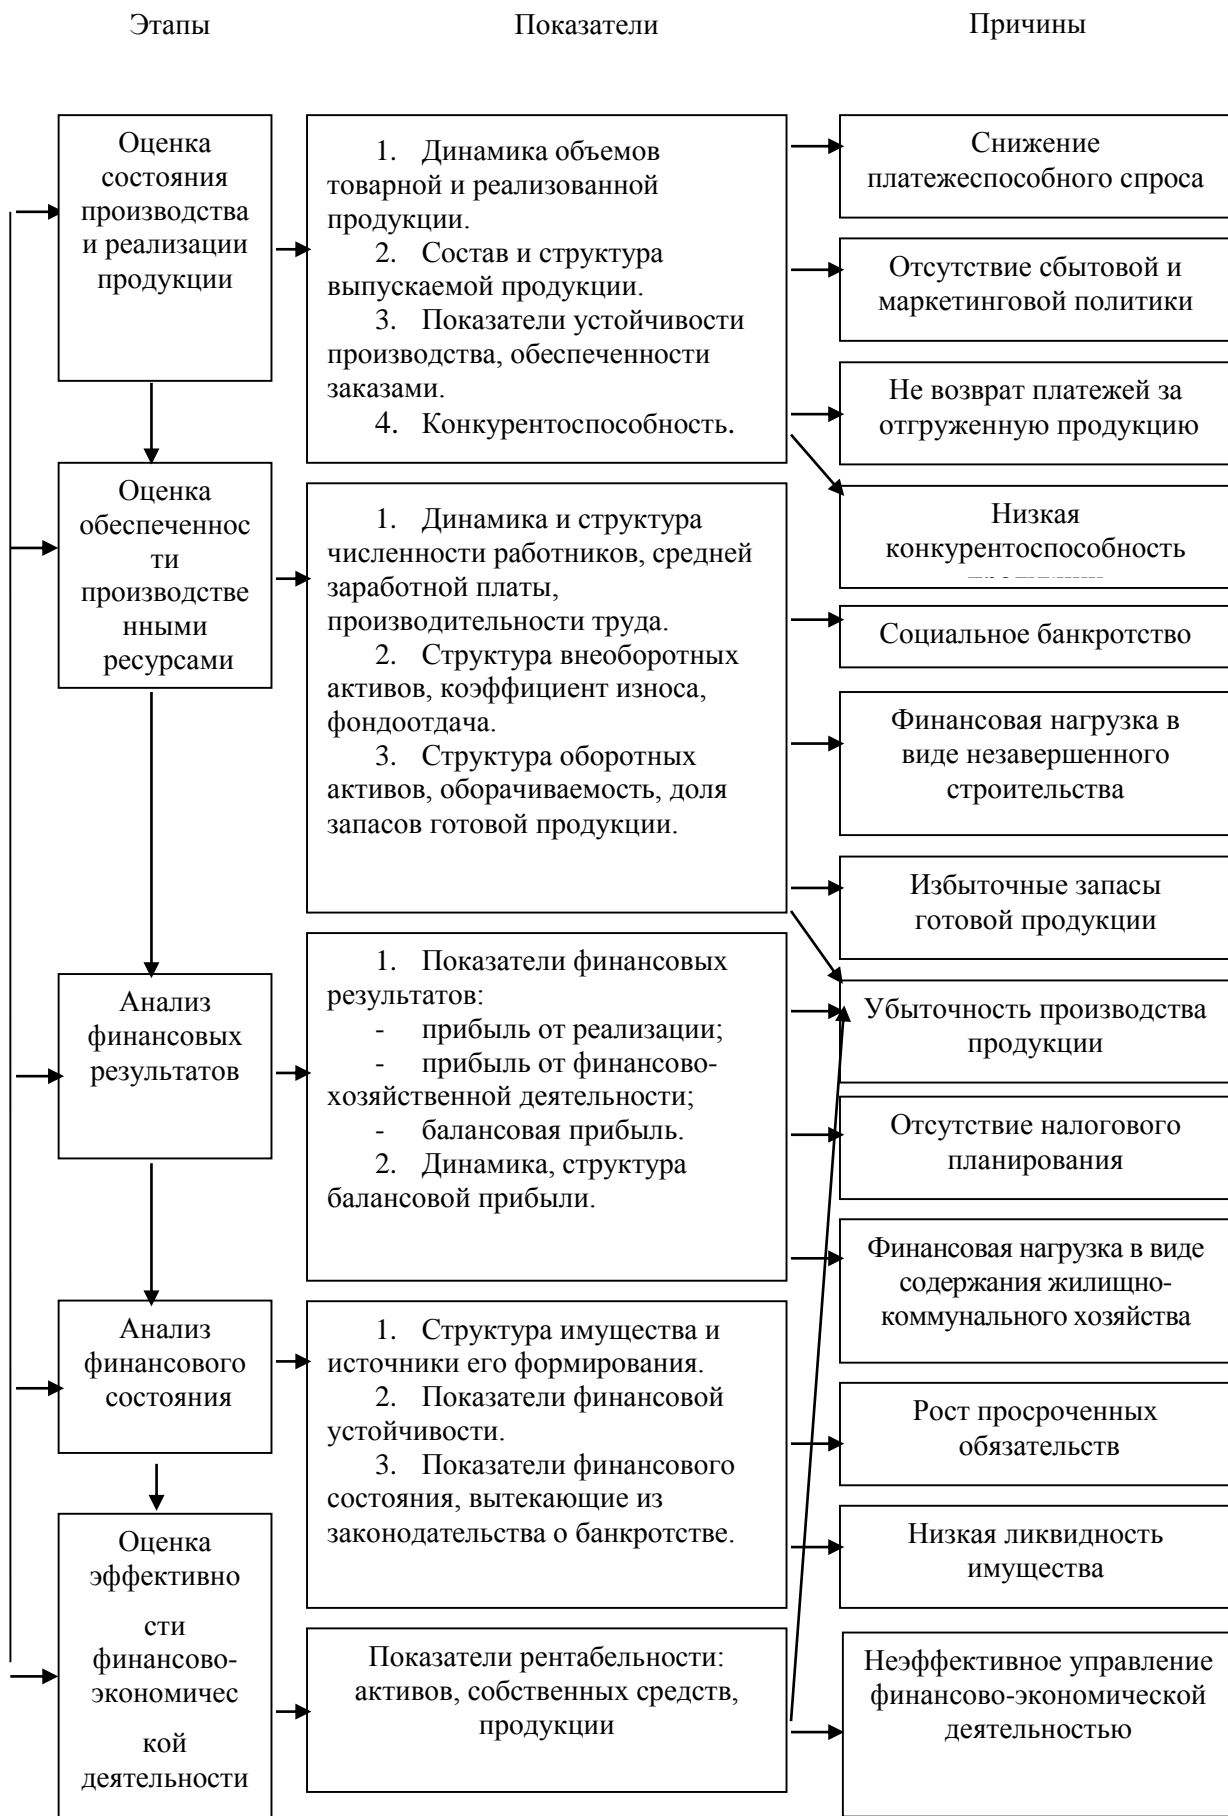 Этапы
Показатели
Причины
Оценка
состояния
производства
и реализации
продукции
1. Динамика объемов
товарной и реализованной
продукции.
2. Состав и структура
выпускаемой продукции.
3. Показатели устойчивости
производства, обеспеченности
заказами.
4. Конкурентоспособность.
Снижение
платежеспособного спроса
Отсутствие сбытовой и
маркетинговой политики
Не возврат платежей за
отгруженную продукцию
Низкая
конкурентоспособность
Оценка
обеспеченнос
ти
производстве
нными
ресурсами
1. Динамика и структура
численности работников, средней
заработной платы,
производительности труда.
2. Структура внеоборотных
активов, коэффициент износа,
фондоотдача.
3. Структура оборотных
активов, оборачиваемость, доля
запасов готовой продукции.
Социальное банкротство
Финансовая нагрузка в
виде незавершенного
строительства
Избыточные запасы
готовой продукции
Анализ
финансовых
результатов
1. Показатели финансовых
результатов:
- прибыль от реализации;
- прибыль от финансово-
хозяйственной деятельности;
- балансовая прибыль.
2. Динамика, структура
балансовой прибыли.
Убыточность производства
продукции
Отсутствие налогового
планирования
Финансовая нагрузка в виде
содержания жилищно-
коммунального хозяйства
Анализ
финансового
состояния
1. Структура имущества и
источники его формирования.
2. Показатели финансовой
устойчивости.
3. Показатели финансового
состояния, вытекающие из
законодательства о банкротстве.
Рост просроченных
обязательств
Низкая ликвидность
имущества
Оценка
эффективно
сти
финансово-
экономичес
кой
деятельности
Показатели рентабельности:
активов, собственных средств,
продукции
Неэффективное управление
финансово-экономической
деятельностью